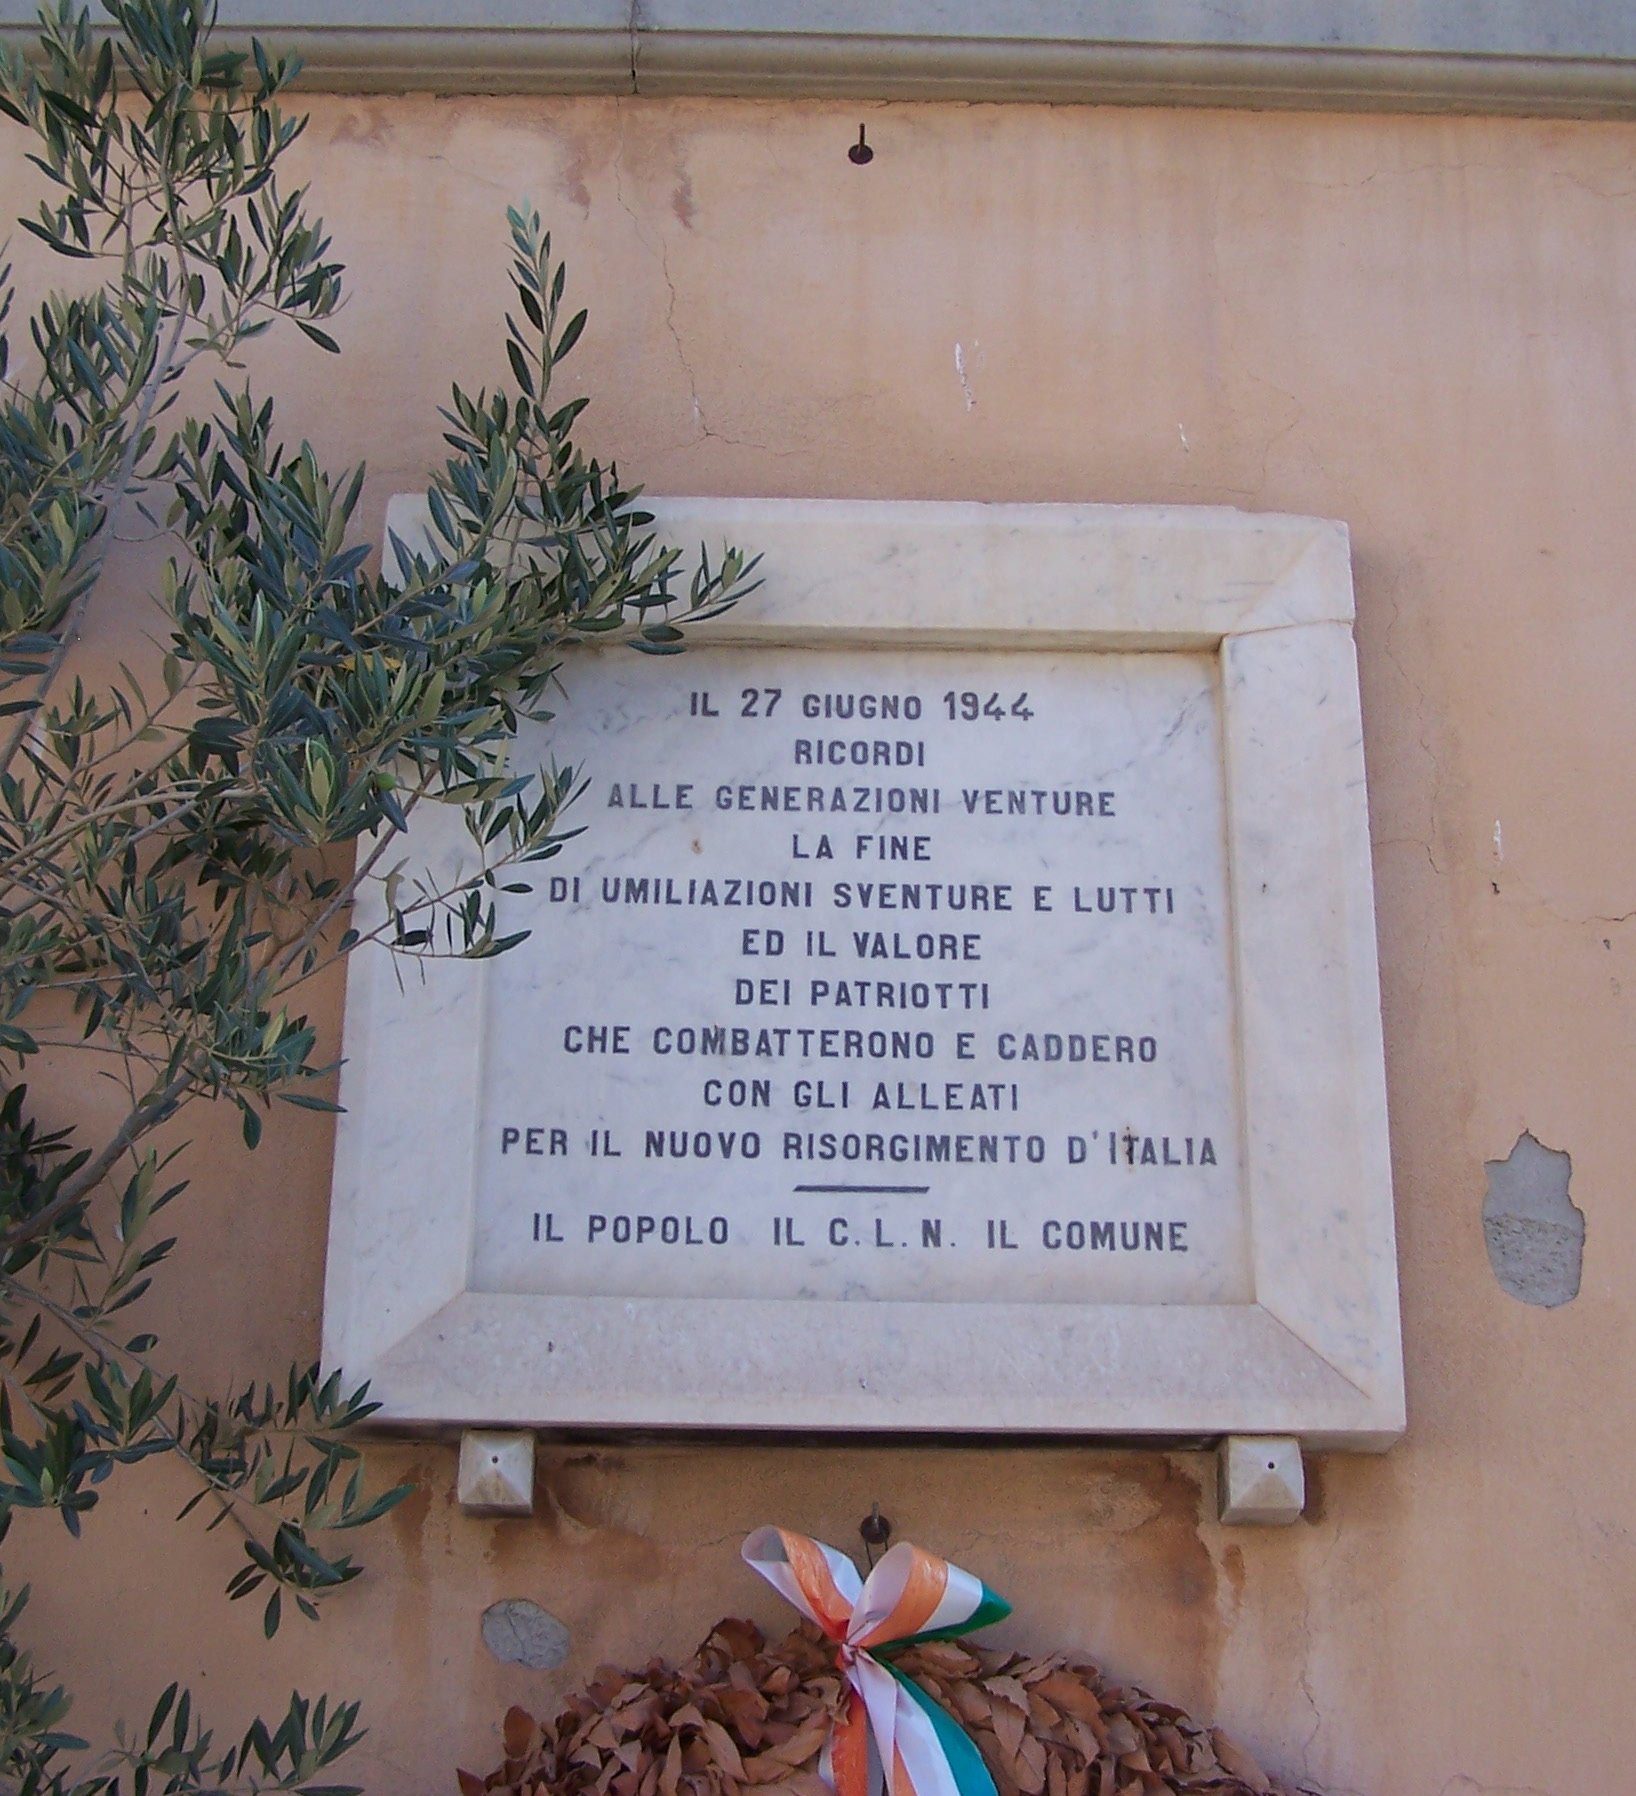 IL 27 GIUGNO 1944
RICORDI
ALLE GENERAZIONI VENTURE
LA FINE
DI UMILIAZIONI SVENTURE E LUTTI
ED IL VALORE
DEI PATRIOTTI
CHE COMBATTERONO E CADDERO
CON GLI ALLEATI
PER IL NUOVO RISORGIMENTO D'ITALIA
IL POPOLO IL C.L.N. IL COMUNE